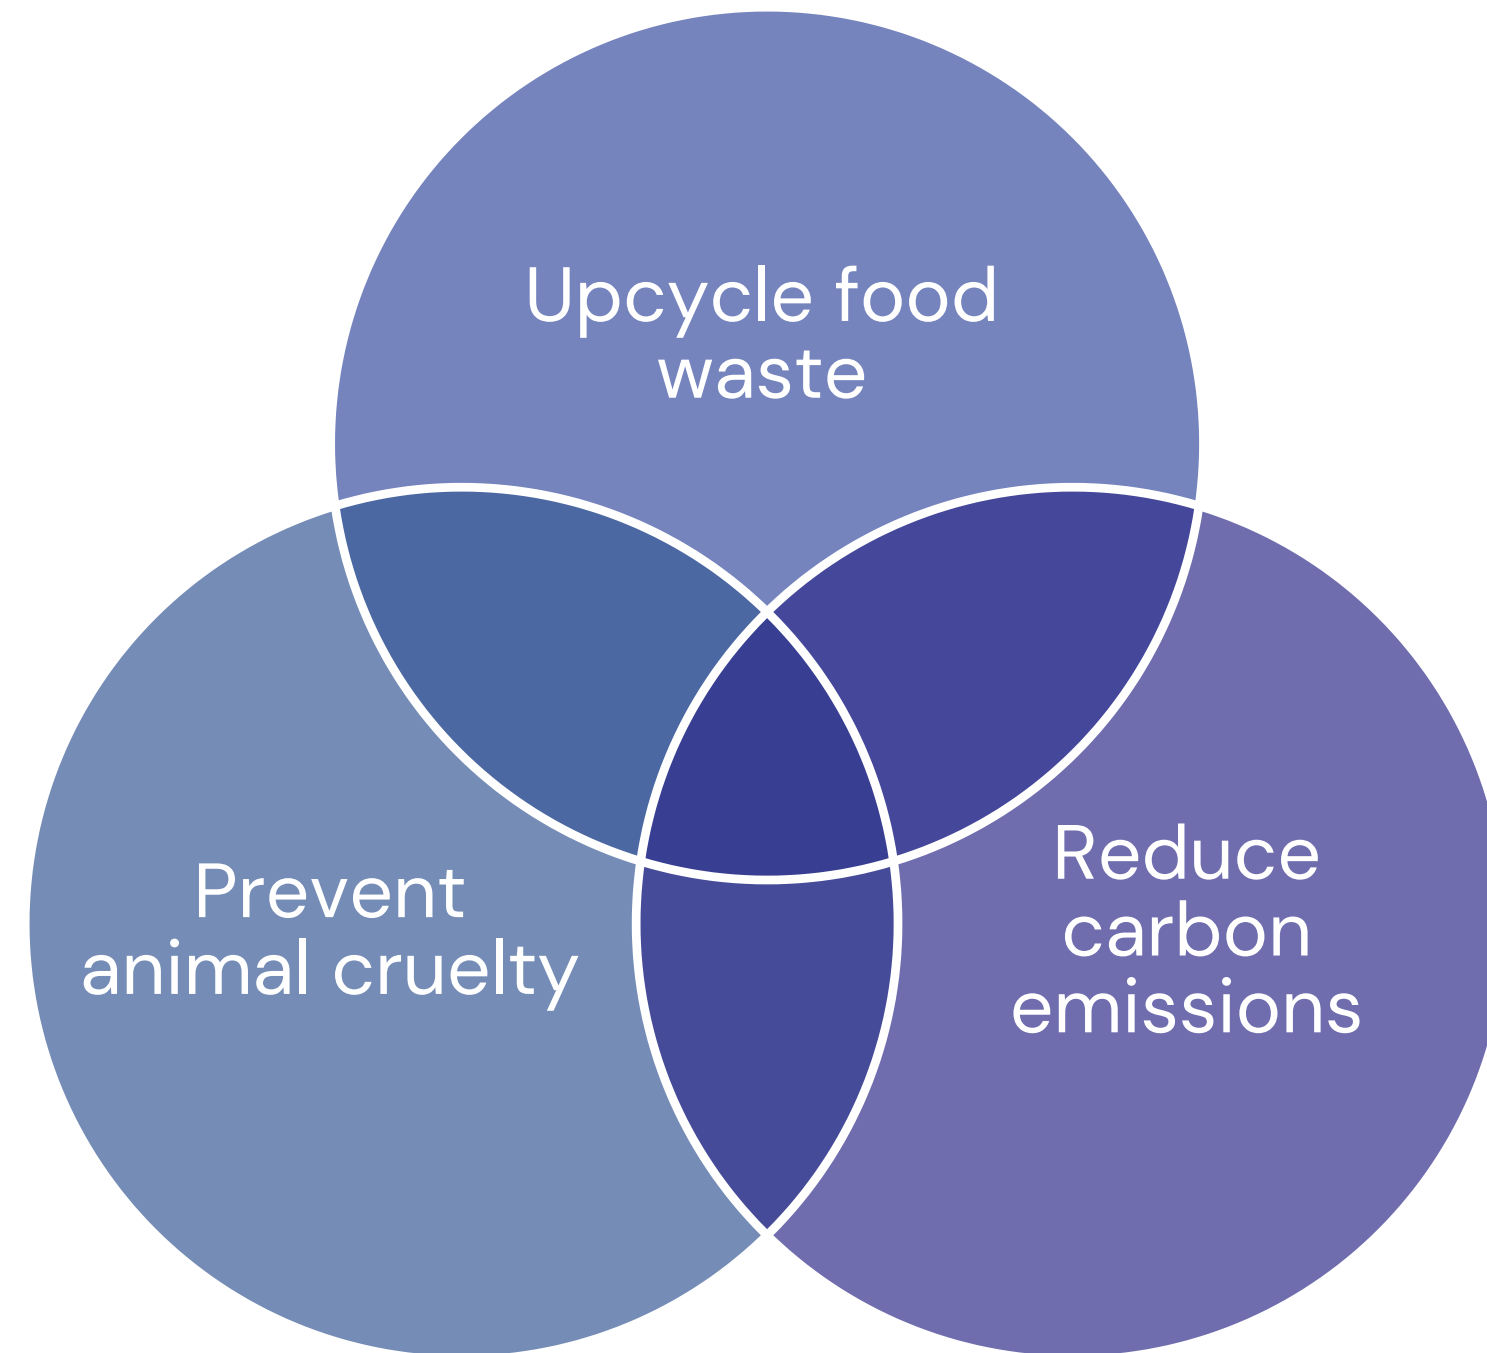 Upcycle food
waste
Prevent
animal cruelty
Reduce
carbon
emissions